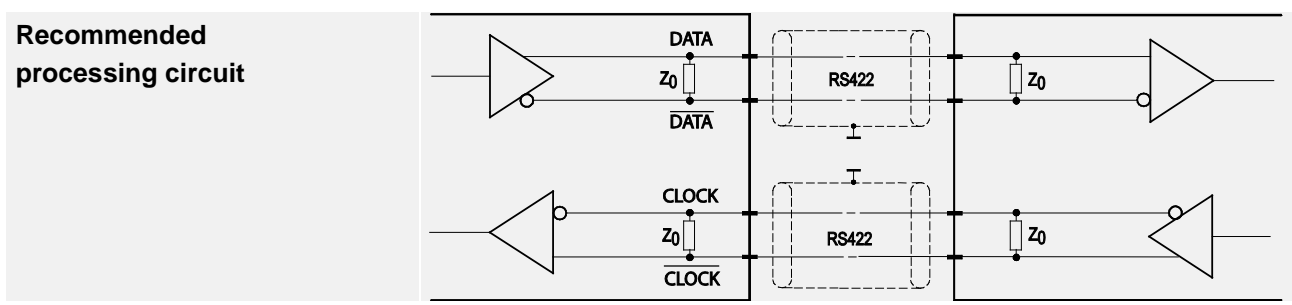 Recommended
processing circuit
DATA
Z0
RS422
Z0
DATA
CLOCK
Z0
RS422
Z0
CLOCK